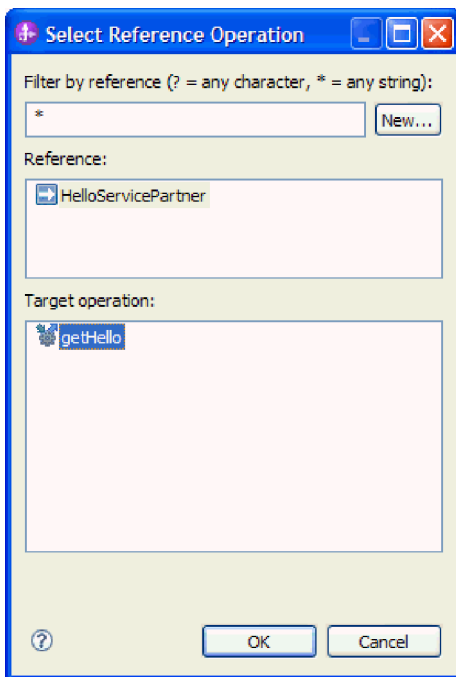 Select Reference Operation
Filter by reference (? = any character, * = any string):
*
New...
Reference:
HelloServicePartner
Target operation:
getHello
?
OK
Cancel